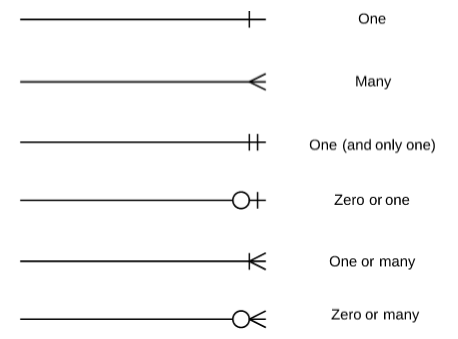 One
Many
One (and only one)
Zero or one
One or many
Zero or many